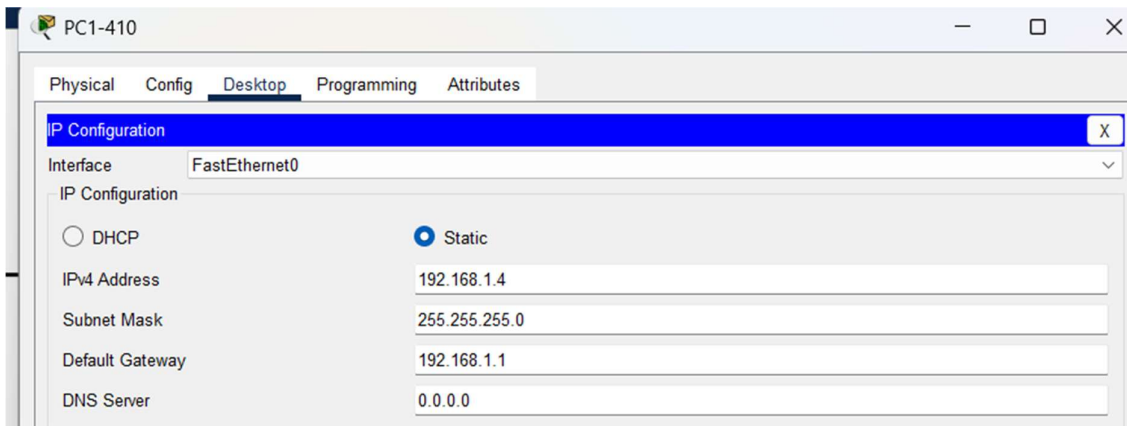 PC1-410
Physical Config Desktop Programming Attributes
IP Configuration X
Interface FastEthernet0
IP Configuration
DHCP Static
IPv4 Address 192.168.1.4
Subnet Mask 255.255.255.0
Default Gateway 192.168.1.1
DNS Server 0.0.0.0